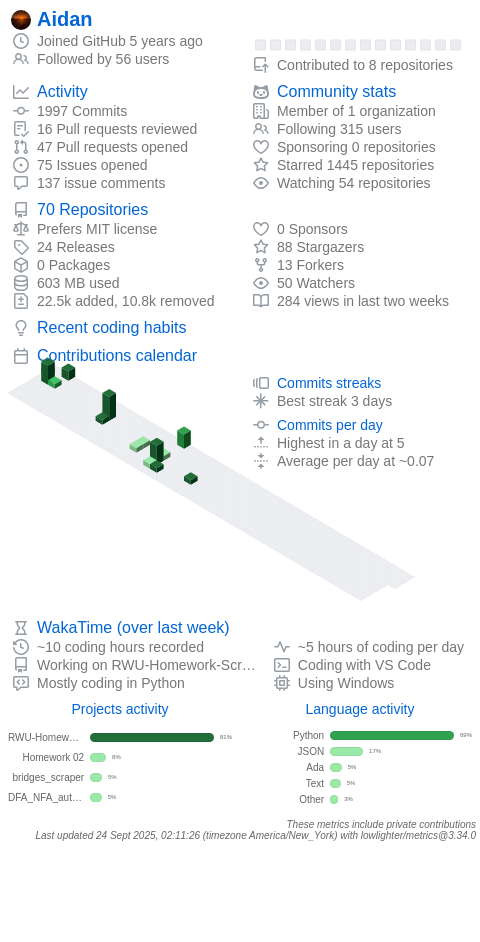 Aidan
Joined GitHub 5 years ago
Followed by 56 users
Contributed to 8 repositories
Activity
1997 Commits
16 Pull requests reviewed
47 Pull requests opened
75 Issues opened
137 issue comments
Community stats
Member of 1 organization
Following 315 users
Sponsoring 0 repositories
Starred 1445 repositories
Watching 54 repositories
70 Repositories
Prefers MIT license
24 Releases
0 Packages
603 MB used
22.5k added, 10.8k removed
0 Sponsors
88 Stargazers
13 Forkers
50 Watchers
284 views in last two weeks
Recent coding habits
Contributions calendar
Commits streaks
Best streak 3 days
Commits per day
Highest in a day at 5
Average per day at ~0.07
WakaTime (over last week)
~10 coding hours recorded
Working on RWU-Homework-Scr…
Mostly coding in Python
~5 hours of coding per day
Coding with VS Code
Using Windows
Projects activity
RWU-Homew… 81%
Homework 02 8%
bridges_scraper 5%
DFA_NFA_aut… 5%
Language activity
Python 69%
JSON 17%
Ada 5%
Text 5%
Other 3%
These metrics include private contributions
Last updated 24 Sept 2025, 02:11:26 (timezone America/New_York) with lowlighter/metrics@3.34.0